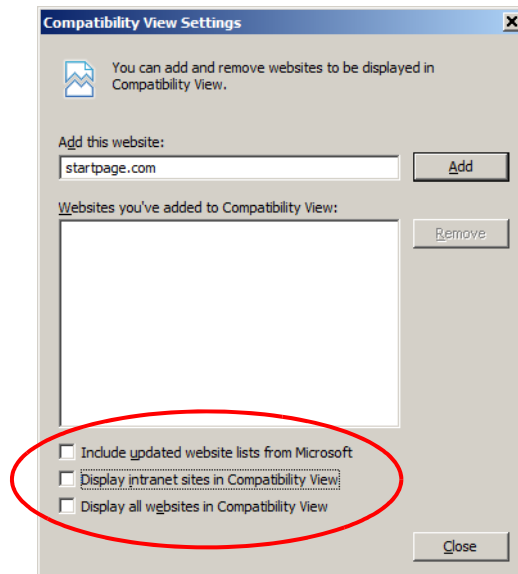 Compatibility View Settings
You can add and remove websites to be displayed in
Compatibility View.
Add this website:
startpage.com
Add
Websites you've added to Compatibility View:
Remove
Include updated website lists from Microsoft
Display intranet sites in Compatibility View
Display all websites in Compatibility View
Close